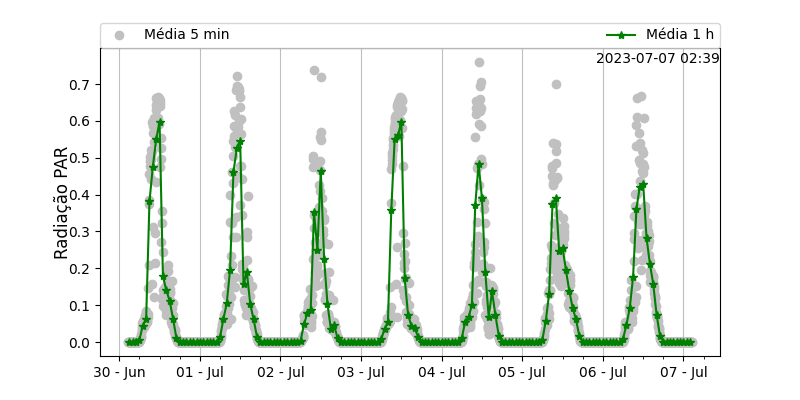 Média 5 min
Média 1 h
2023-07-07 02:39
Radiação PAR
0.7
0.6
0.5
0.4
0.3
0.2
0.1
0.0
30 - Jun
01 - Jul
02 - Jul
03 - Jul
04 - Jul
05 - Jul
06 - Jul
07 - Jul